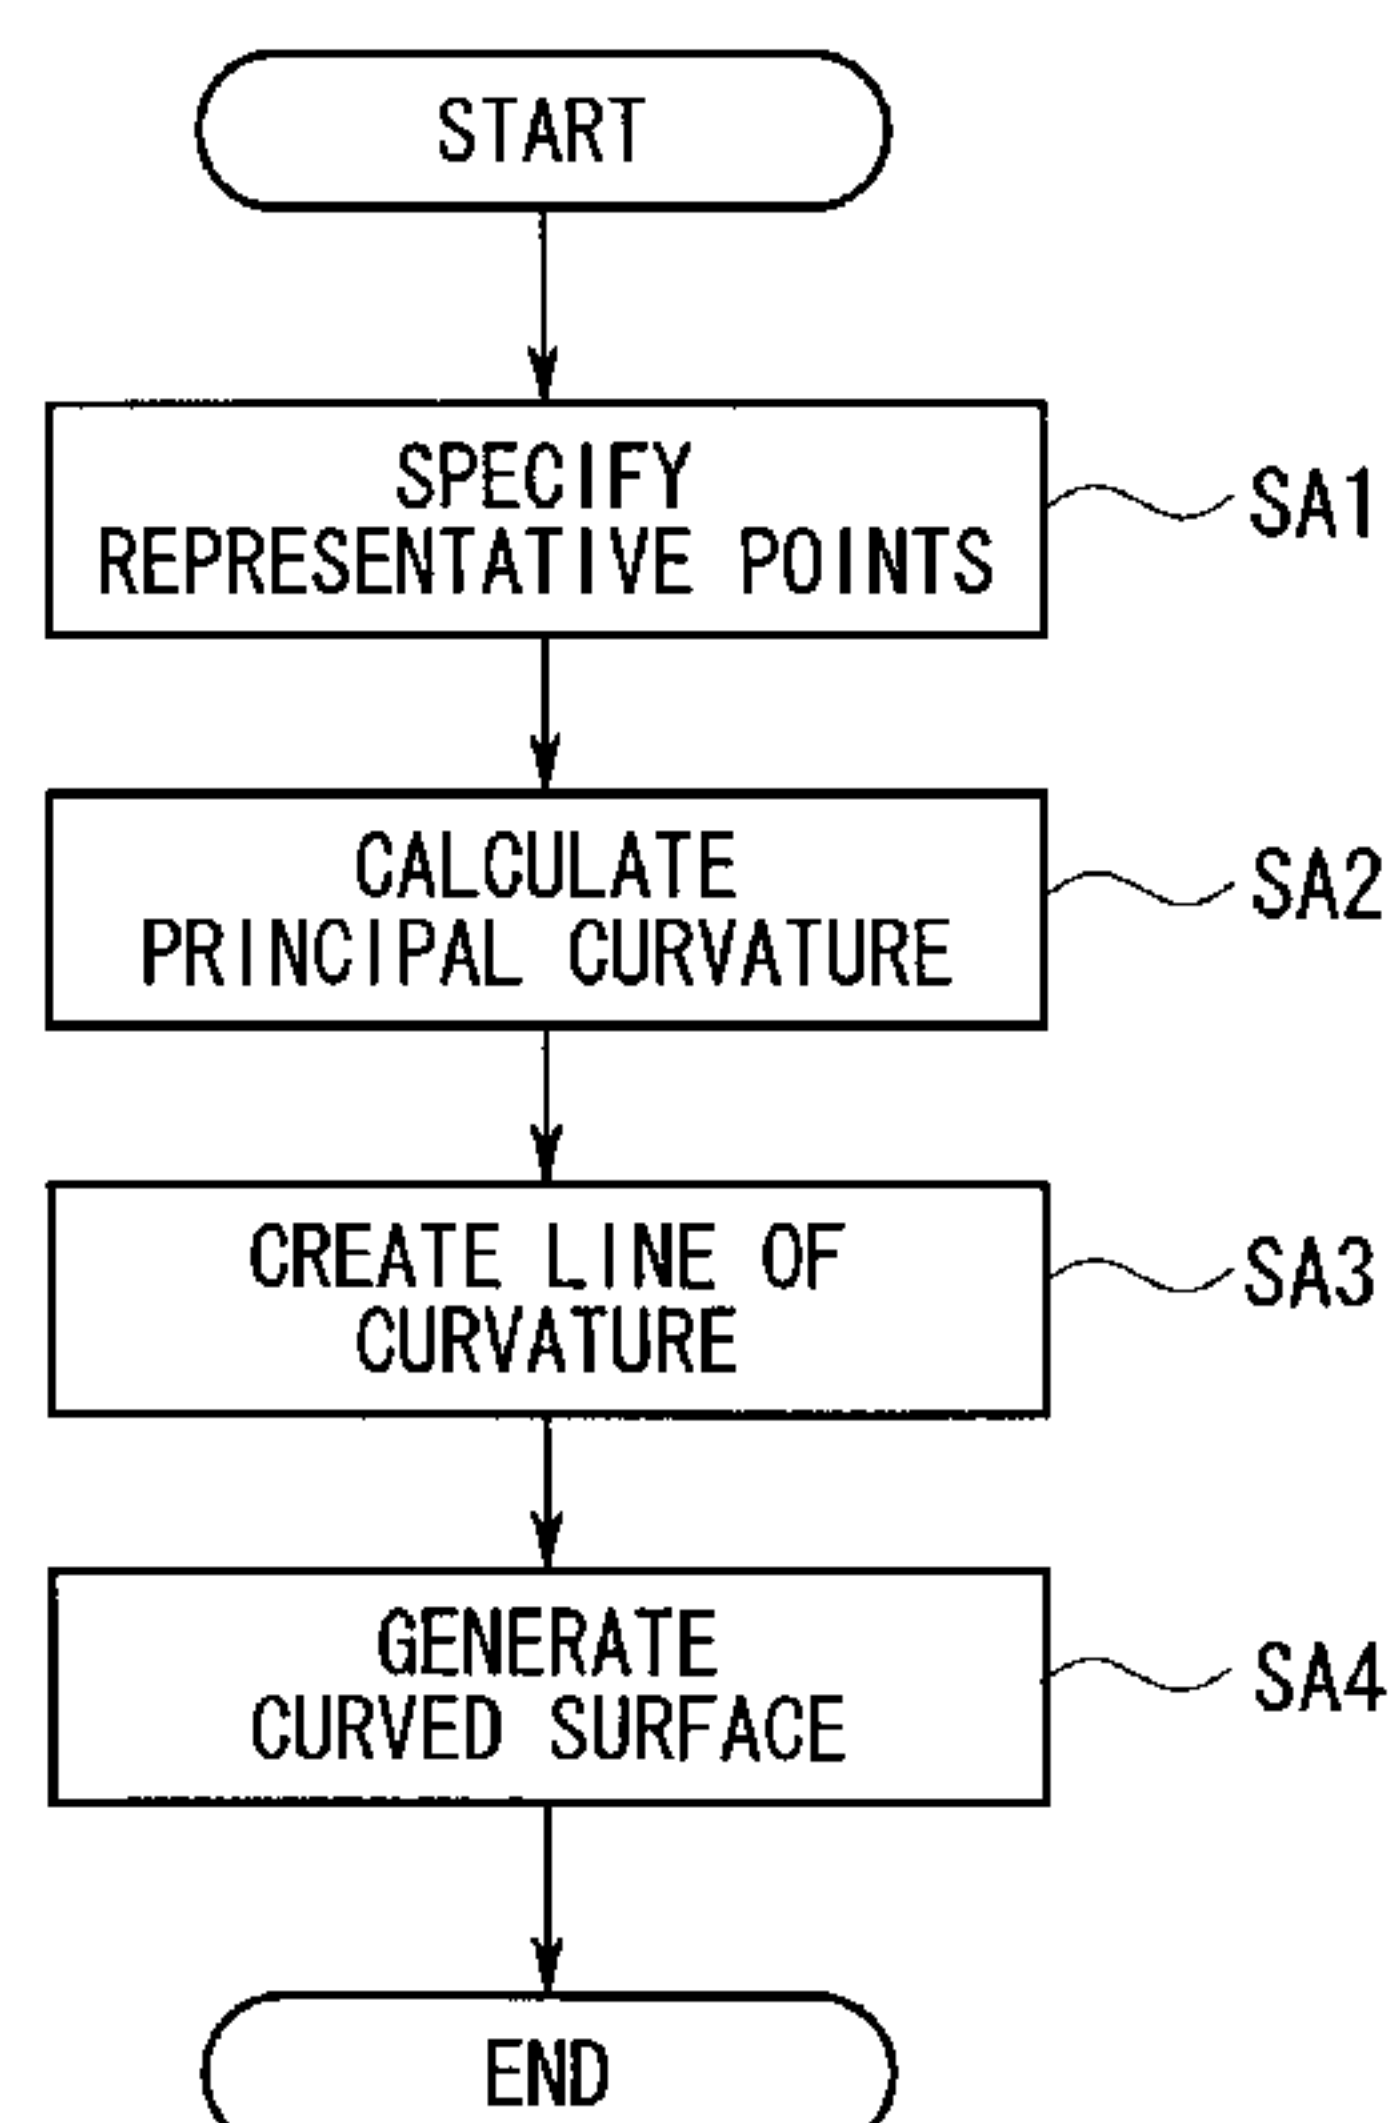 START
SPECIFY
REPRESENTATIVE POINTS
SA1
CALCULATE
PRINCIPAL CURVATURE
SA2
CREATE LINE OF
CURVATURE
SA3
GENERATE
CURVED SURFACE
SA4
END